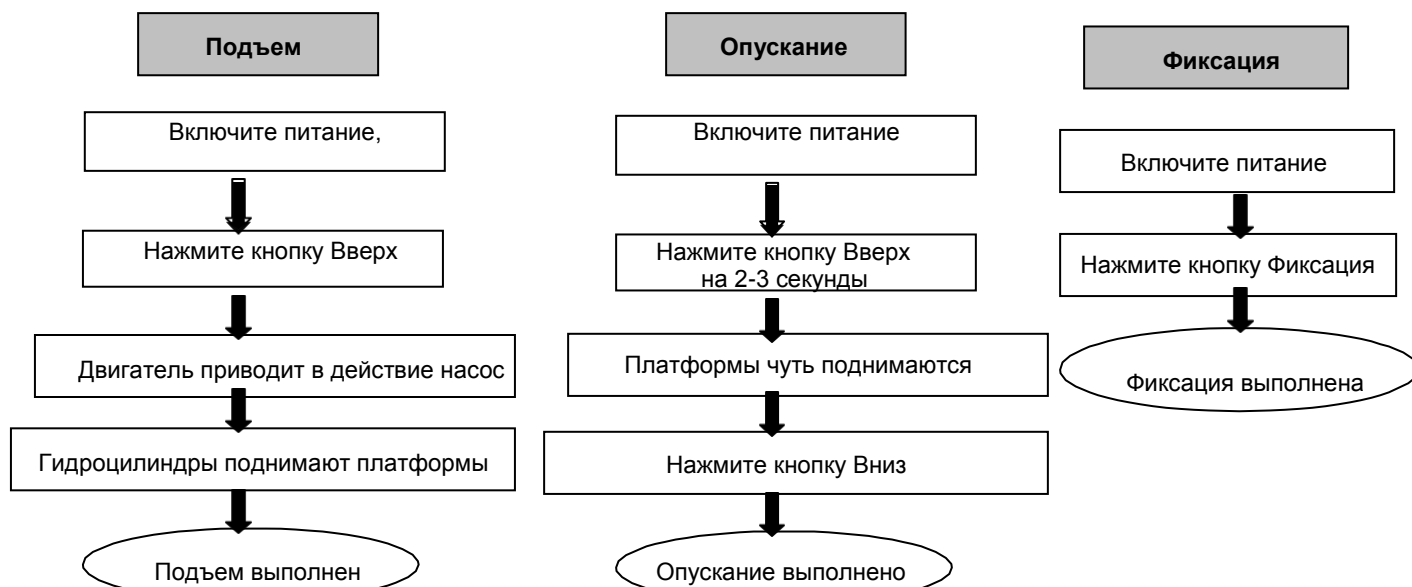 Подъем
Включите питание,
Нажмите кнопку Вверх
Двигатель приводит в действие насос
Гидроцилиндры поднимают платформы
Подъем выполнен
Опускание
Включите питание
Нажмите кнопку Вверх
на 2-3 секунды
Платформы чуть поднимаются
Нажмите кнопку Вниз
Опускание выполнено
Фиксация
Включите питание
Нажмите кнопку Фиксация
Фиксация выполнена